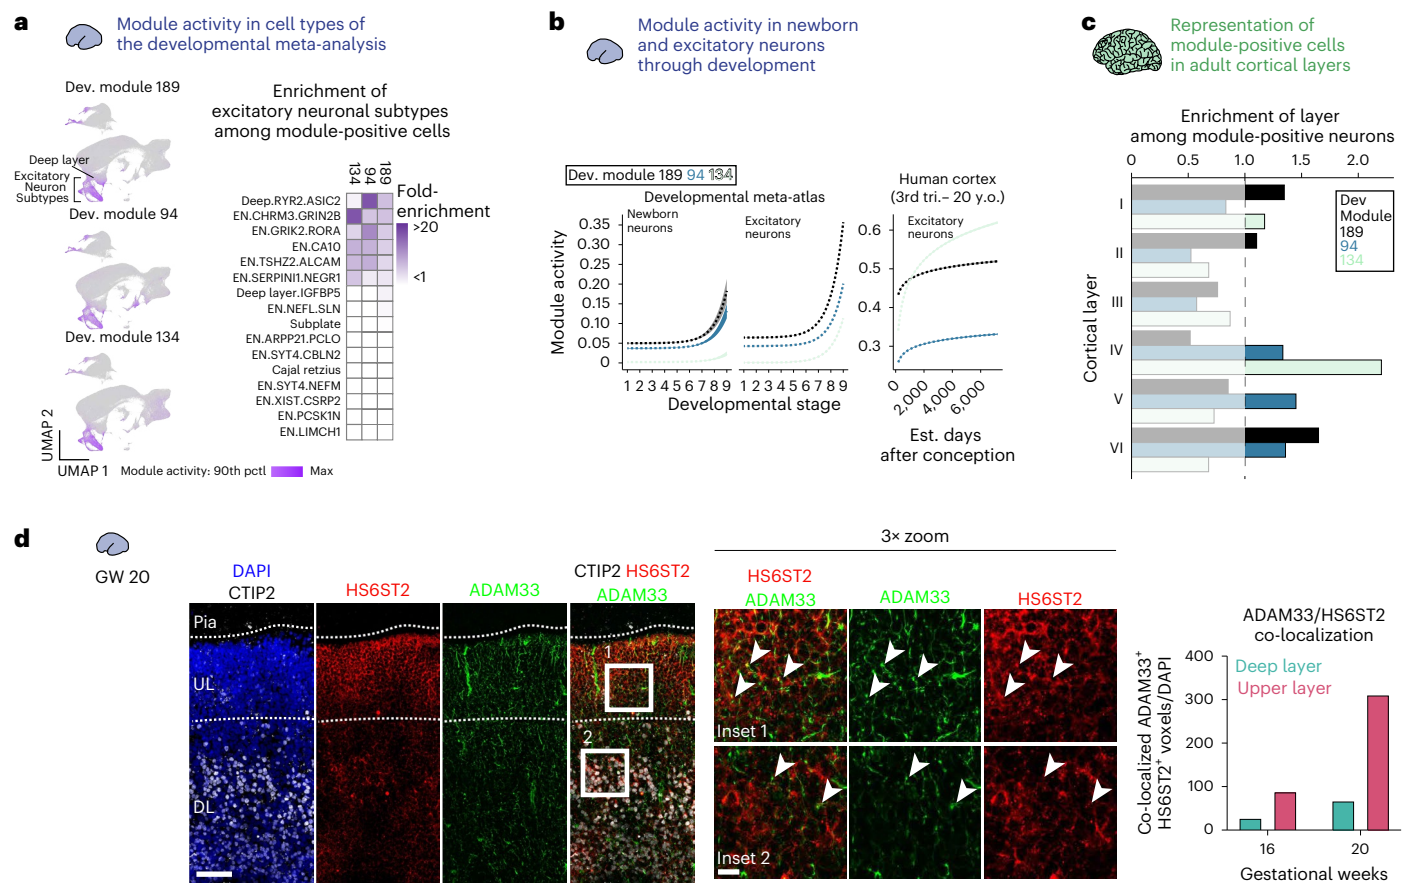 a
Module activity in cell types of
the developmental meta-analysis
Dev. module 189
Deep layer
Excitatory
Neuron
Subtypes
Dev. module 94
Dev. module 134
UMAP 2
UMAP 1
Module activity: 90th pctl
Max
Enrichment of
excitatory neuronal subtypes
among module-positive cells
134
94
189
Deep.RYR2.ASIC2
EN.CHRM3.GRIN2B
EN.GRIK2.RORA
EN.CA10
EN.TSHZ2.ALCAM
EN.SERPINI1.NEGR1
Deep layer.IGFBP5
EN.NEFL.SLN
Subplate
EN.ARPP21.PCLO
EN.SYT4.CBLN2
Cajal retzius
EN.SYT4.NEFM
EN.XIST.CSRP2
EN.PCSK1N
EN.LIMCH1
Fold-
enrichment
>20
<1
b
Module activity in newborn
and excitatory neurons
through development
Dev. module 189 94 134
Developmental meta-atlas
Newborn
neurons
Excitatory
neurons
Module activity
0.35
0.30
0.25
0.20
0.15
0.10
0.05
0
1 2 3 4 5 6 7 8 9
1 2 3 4 5 6 7 8 9
Developmental stage
Human cortex
(3rd tri.– 20 y.o.)
Excitatory
neurons
0.6
0.5
0.4
0.3
0
2,000
4,000
6,000
Est. days
after conception
c
Representation of
module-positive cells
in adult cortical layers
Enrichment of layer
among module-positive neurons
0 0.5 1.0 1.5 2.0
Cortical layer
I
II
III
IV
V
VI
Dev
Module
189
94
134
d
GW 20
DAPI
CTIP2
HS6ST2
ADAM33
CTIP2 HS6ST2
ADAM33
Pia
UL
DL
1
2
3× zoom
HS6ST2
ADAM33
ADAM33
HS6ST2
Inset 1
Inset 2
ADAM33/HS6ST2
co-localization
Co-localized ADAM33⁺
HS6ST2⁺ voxels/DAPI
400
300
200
100
0
Deep layer
Upper layer
16
20
Gestational weeks